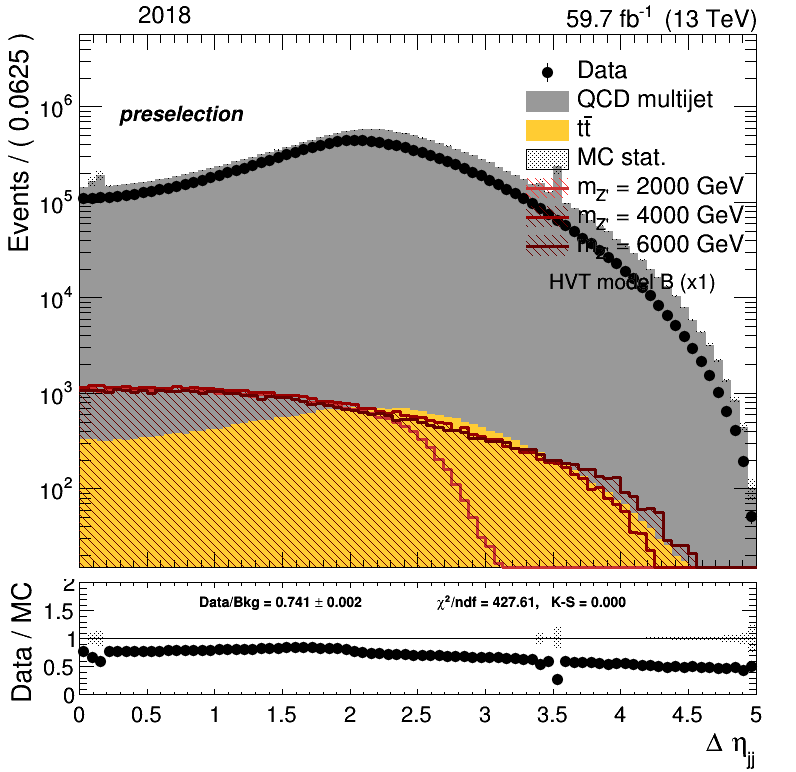 2018
59.7 fb⁻¹ (13 TeV)
Events / ( 0.0625 )
10⁶
10⁵
10⁴
10³
10²
preselection
Data
QCD multijet
tt̄
MC stat.
m_Z' = 2000 GeV
m_Z' = 4000 GeV
m_Z' = 6000 GeV
HVT model B (x1)
Data / MC
2
1.5
1
0.5
0
Data/Bkg = 0.741 ± 0.002
χ²/ndf = 427.61, K-S = 0.000
0 0.5 1 1.5 2 2.5 3 3.5 4 4.5 5
Δ η_jj